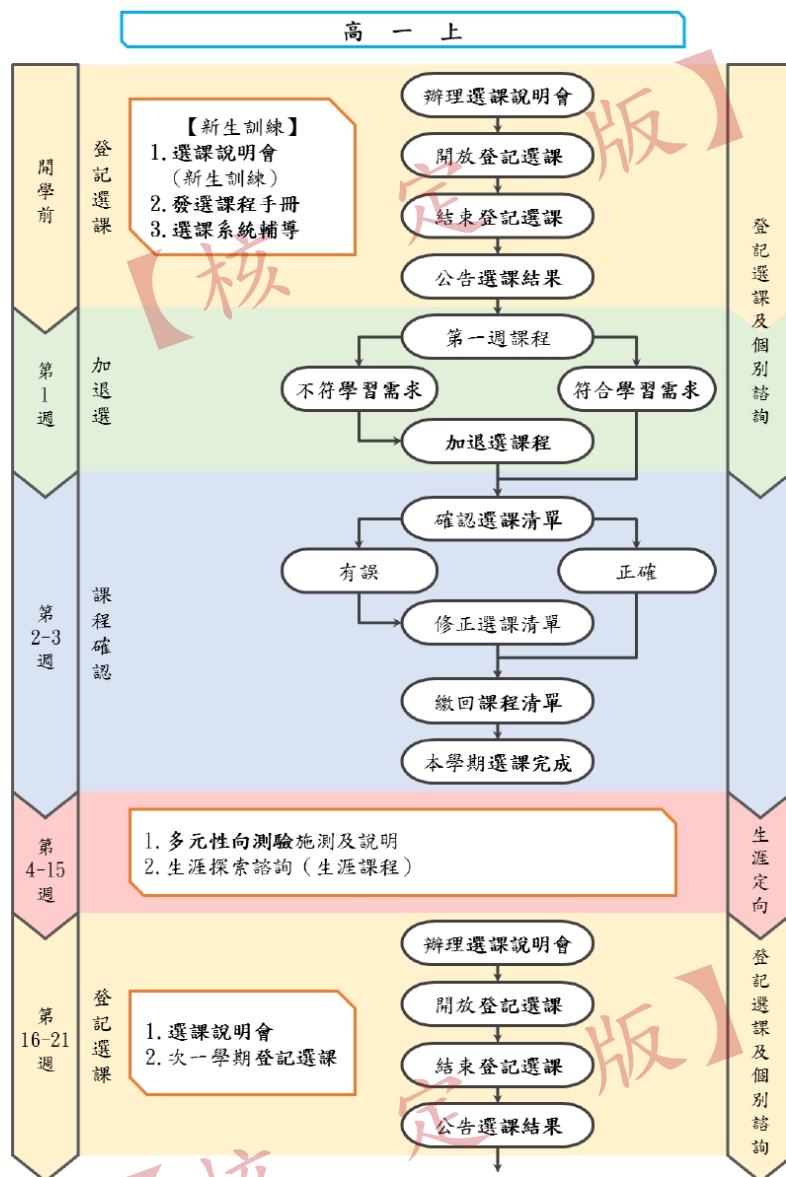 高一上
開學前
登記選課
【新生訓練】
1. 選課說明會
(新生訓練)
2. 發選課程手冊
3. 選課系統輔導
辦理選課說明會
開放登記選課
結束登記選課
公告選課結果
登記選課及個別諮詢
第1週
加退選
第一週課程
不符學習需求
符合學習需求
加退選課程
第2-3週
課程確認
確認選課清單
有誤
正確
修正選課清單
繳回課程清單
本學期選課完成
第4-15週
1. 多元性向測驗施測及說明
2. 生涯探索諮詢（生涯課程）
生涯定向
第16-21週
登記選課
1. 選課說明會
2. 次一學期登記選課
辦理選課說明會
開放登記選課
結束登記選課
公告選課結果
登記選課及個別諮詢
【核定版】
【核定版】